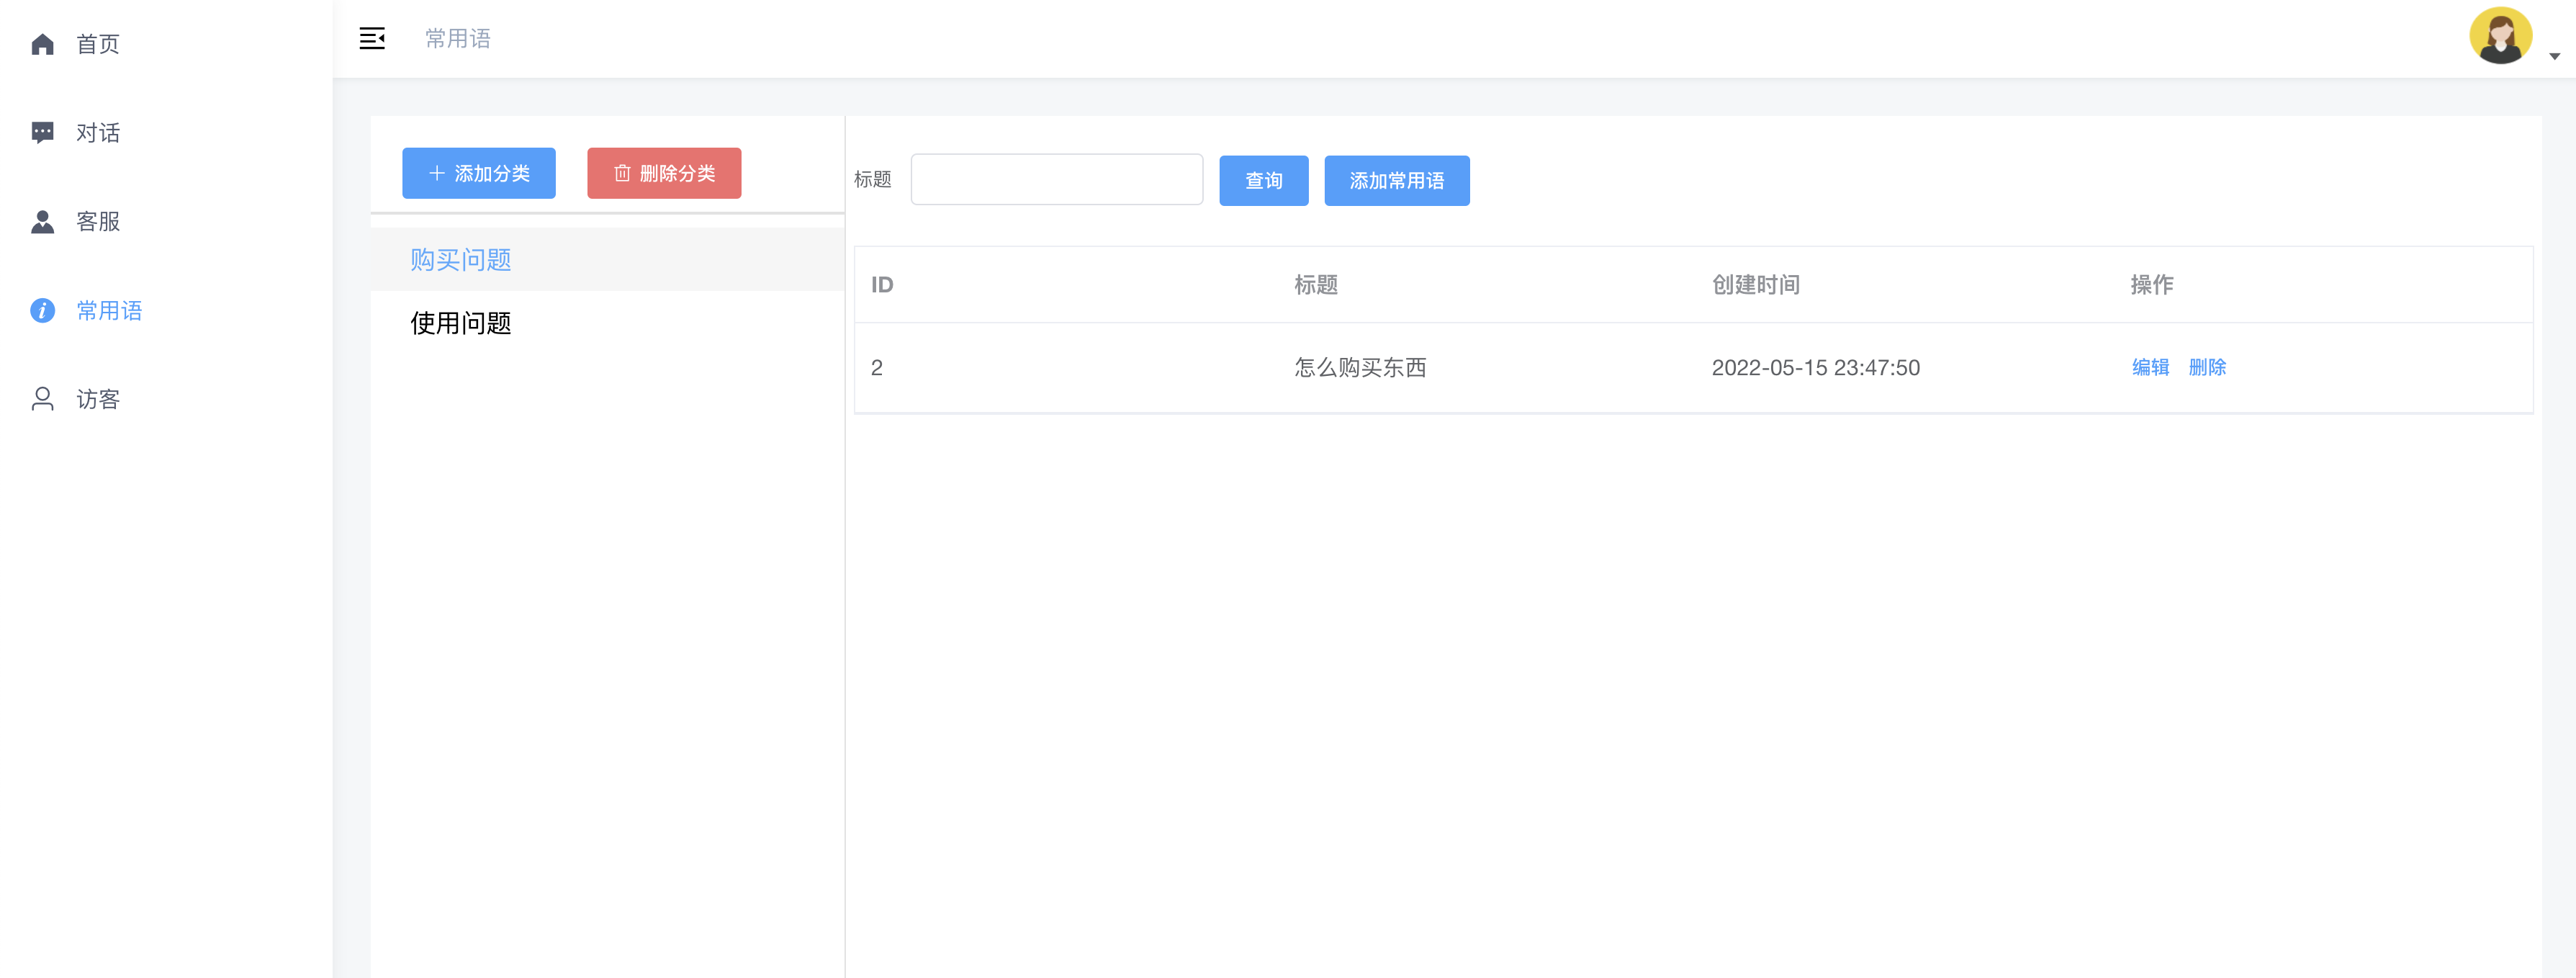 首页
对话
客服
常用语
访客
常用语
添加分类
删除分类
购买问题
使用问题
标题
查询
添加常用语
ID 标题 创建时间 操作
2 怎么购买东西 2022-05-15 23:47:50 编辑 删除